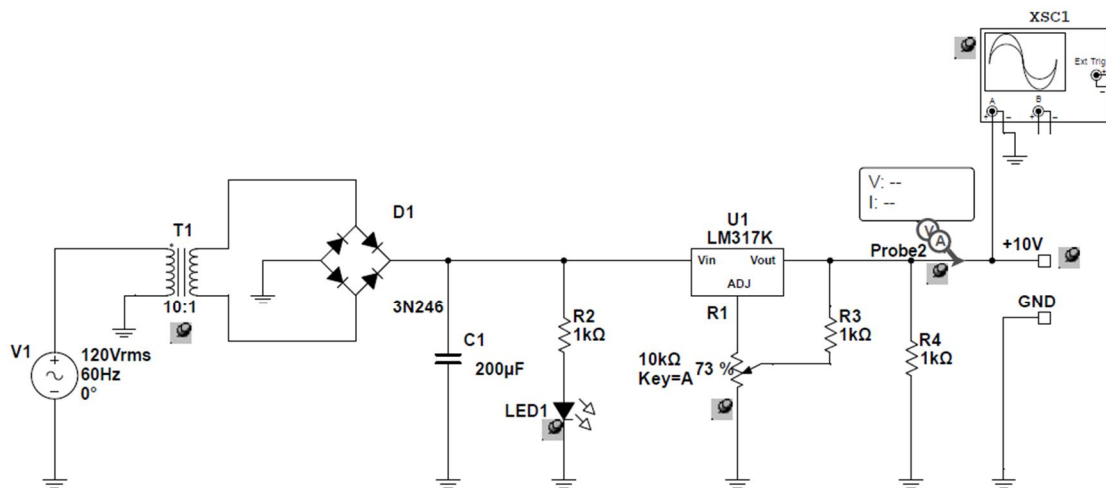 XSC1
Ext Trig
+
–
A
B
+ –
+ –
V: --
I: --
V
A
T1
D1
U1
LM317K
Vin Vout
ADJ
Probe2
+10V
10:1
3N246
R2
1kΩ
R1
R3
1kΩ
GND
V1
120Vrms
60Hz
0°
C1
200µF
10kΩ
73 %
Key=A
R4
1kΩ
LED1